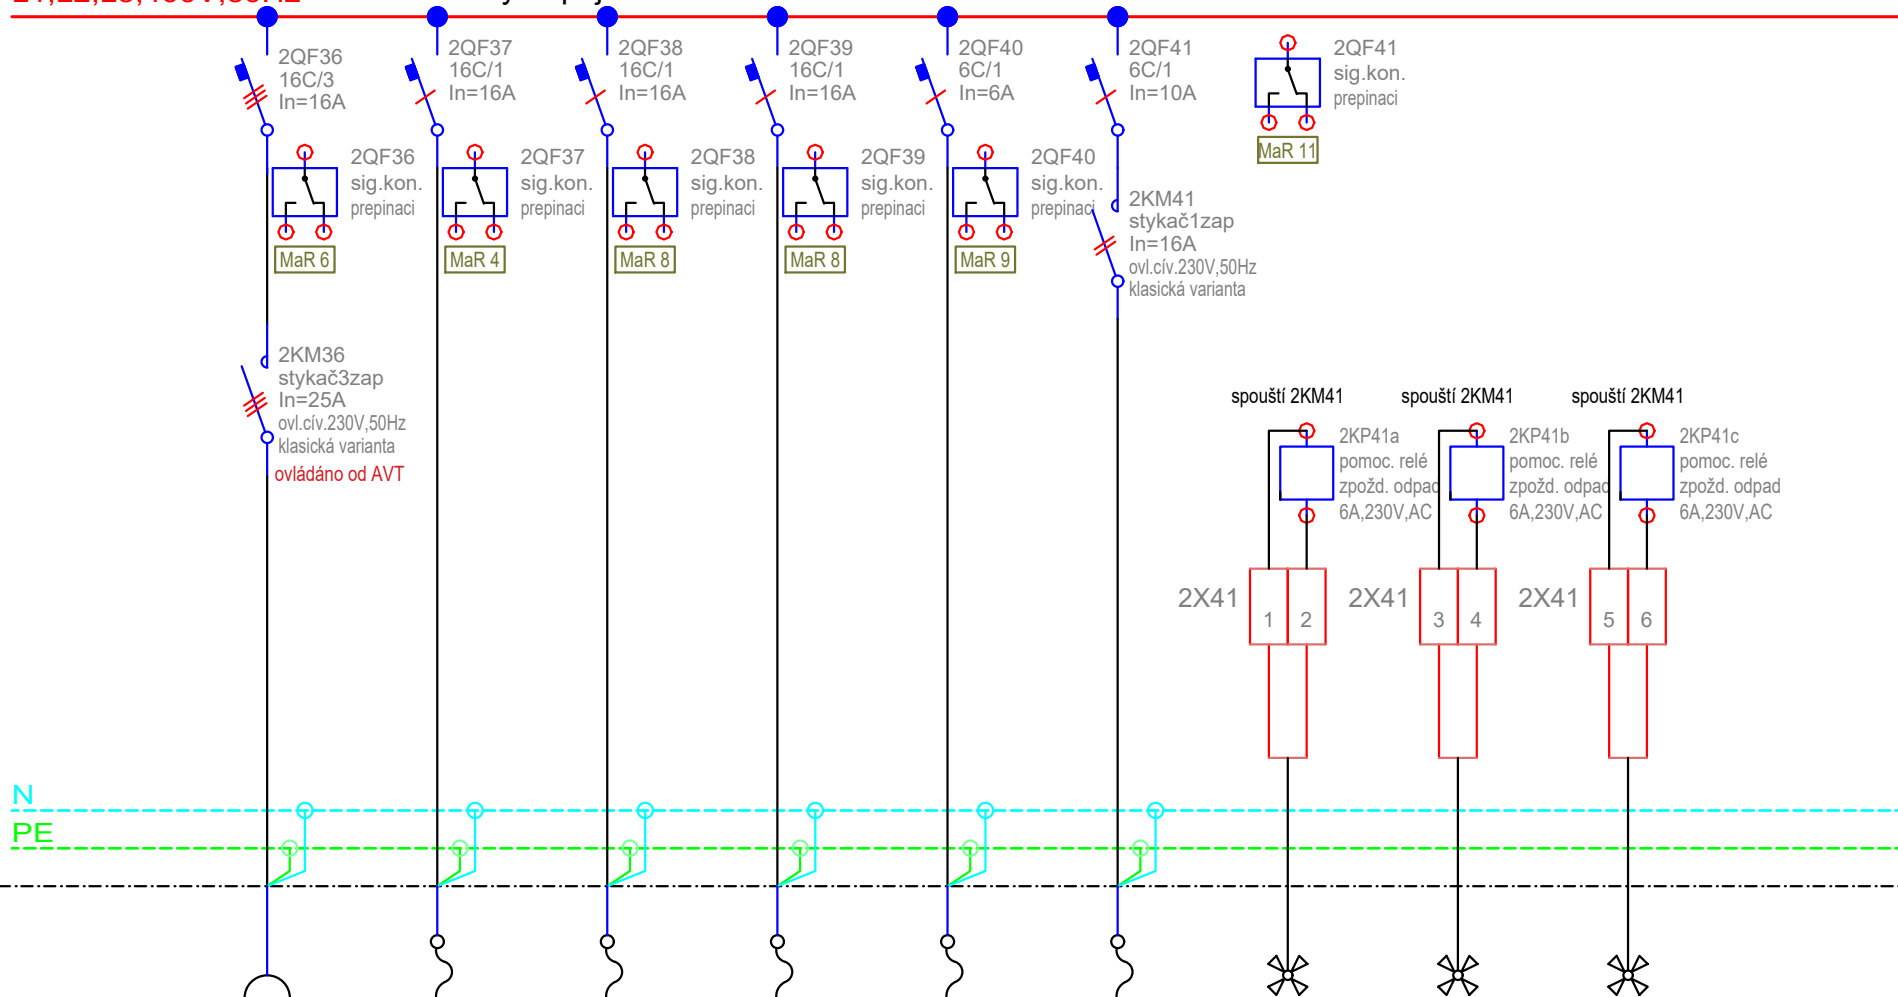 2QF36
16C/3
In=16A
2QF37
16C/1
In=16A
2QF38
16C/1
In=16A
2QF39
16C/1
In=16A
2QF40
6C/1
In=6A
2QF41
6C/1
In=10A
2QF41
sig.kon.
prepinaci
MaR 11
2QF36
sig.kon.
prepinaci
MaR 6
2QF37
sig.kon.
prepinaci
MaR 4
2QF38
sig.kon.
prepinaci
MaR 8
2QF39
sig.kon.
prepinaci
MaR 8
2QF40
sig.kon.
prepinaci
MaR 9
2KM41
stykač1zap
In=16A
ovl.cív.230V,50Hz
klasická varianta
2KM36
stykač3zap
In=25A
ovl.cív.230V,50Hz
klasická varianta
ovládáno od AVT
spouští 2KM41
2KP41a
pomoc. relé
zpožd. odpad
6A,230V,AC
spouští 2KM41
2KP41b
pomoc. relé
zpožd. odpad
6A,230V,AC
spouští 2KM41
2KP41c
pomoc. relé
zpožd. odpad
6A,230V,AC
2X41 1 2
2X41 3 4
2X41 5 6
N
PE